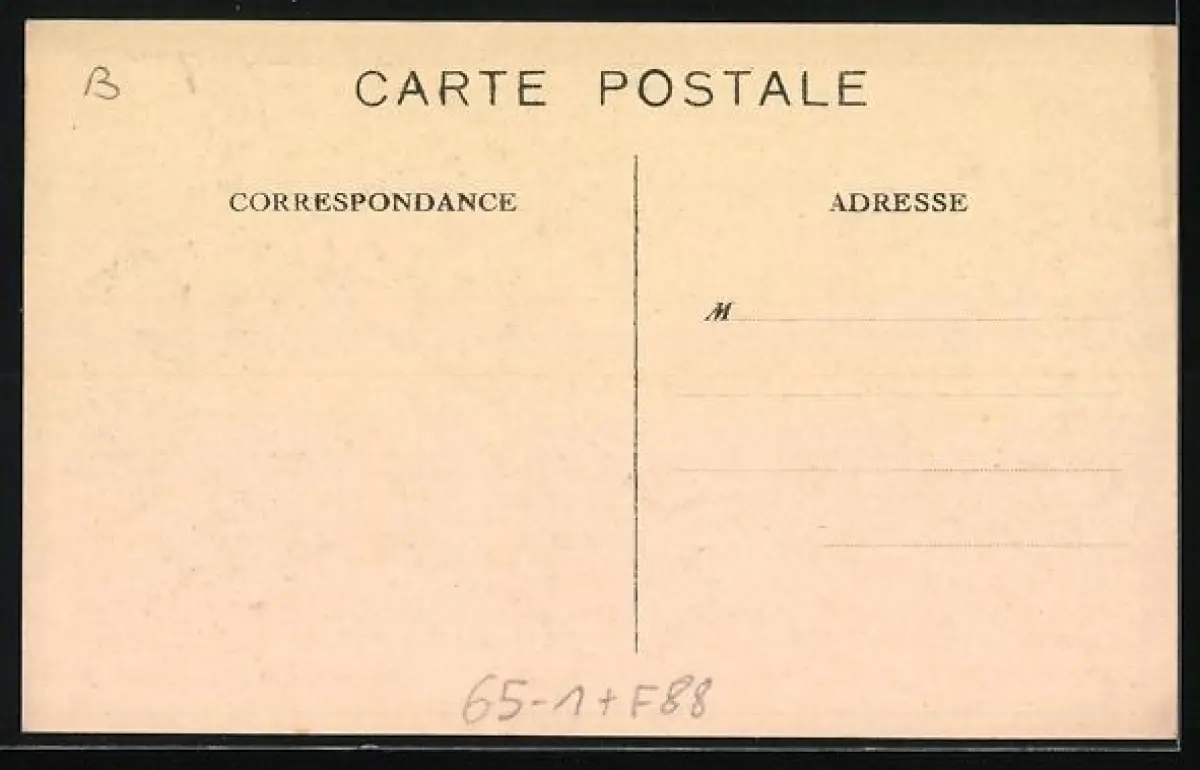 B
CARTE POSTALE
CORRESPONDANCE
ADRESSE
M
65-1+F88